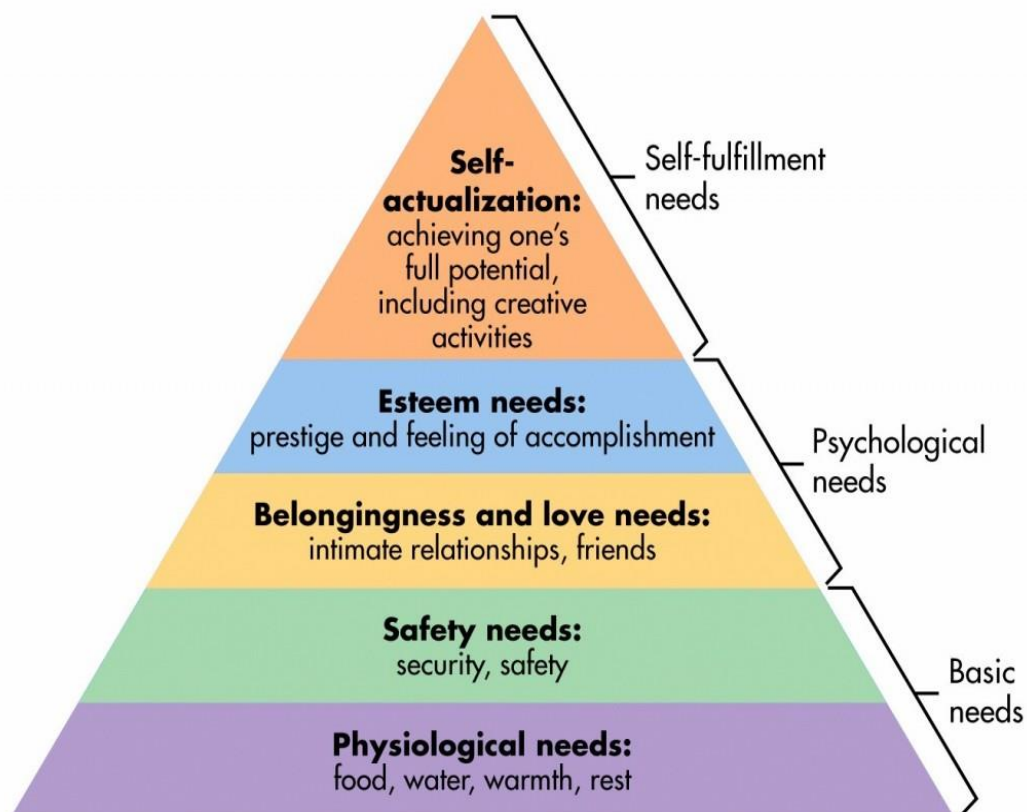 Self-
actualization:
achieving one's
full potential,
including creative
activities
Self-fulfillment
needs
Esteem needs:
prestige and feeling of accomplishment
Psychological
needs
Belongingness and love needs:
intimate relationships, friends
Safety needs:
security, safety
Basic
needs
Physiological needs:
food, water, warmth, rest